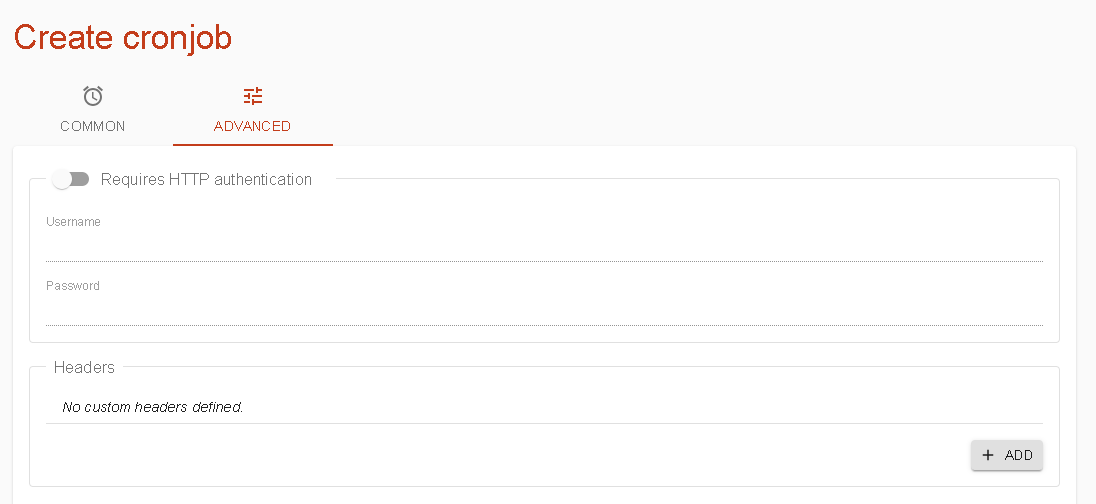 Create cronjob
COMMON
ADVANCED
Requires HTTP authentication
Username
Password
Headers
No custom headers defined.
+ ADD